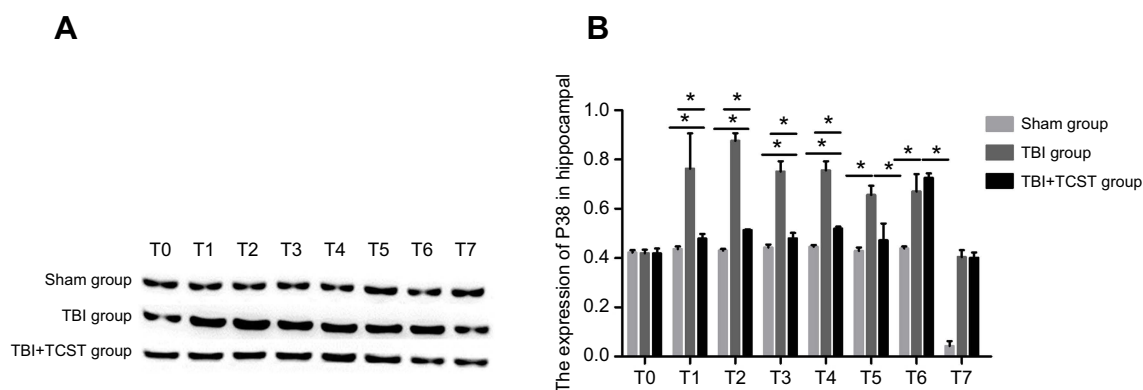 A
T0 T1 T2 T3 T4 T5 T6 T7
Sham group
TBI group
TBI+TCST group
B
The expression of P38 in hippocampal
1.0
0.8
0.6
0.4
0.2
0.0
* *
* * * *
* * * * * *
T0 T1 T2 T3 T4 T5 T6 T7
Sham group
TBI group
TBI+TCST group